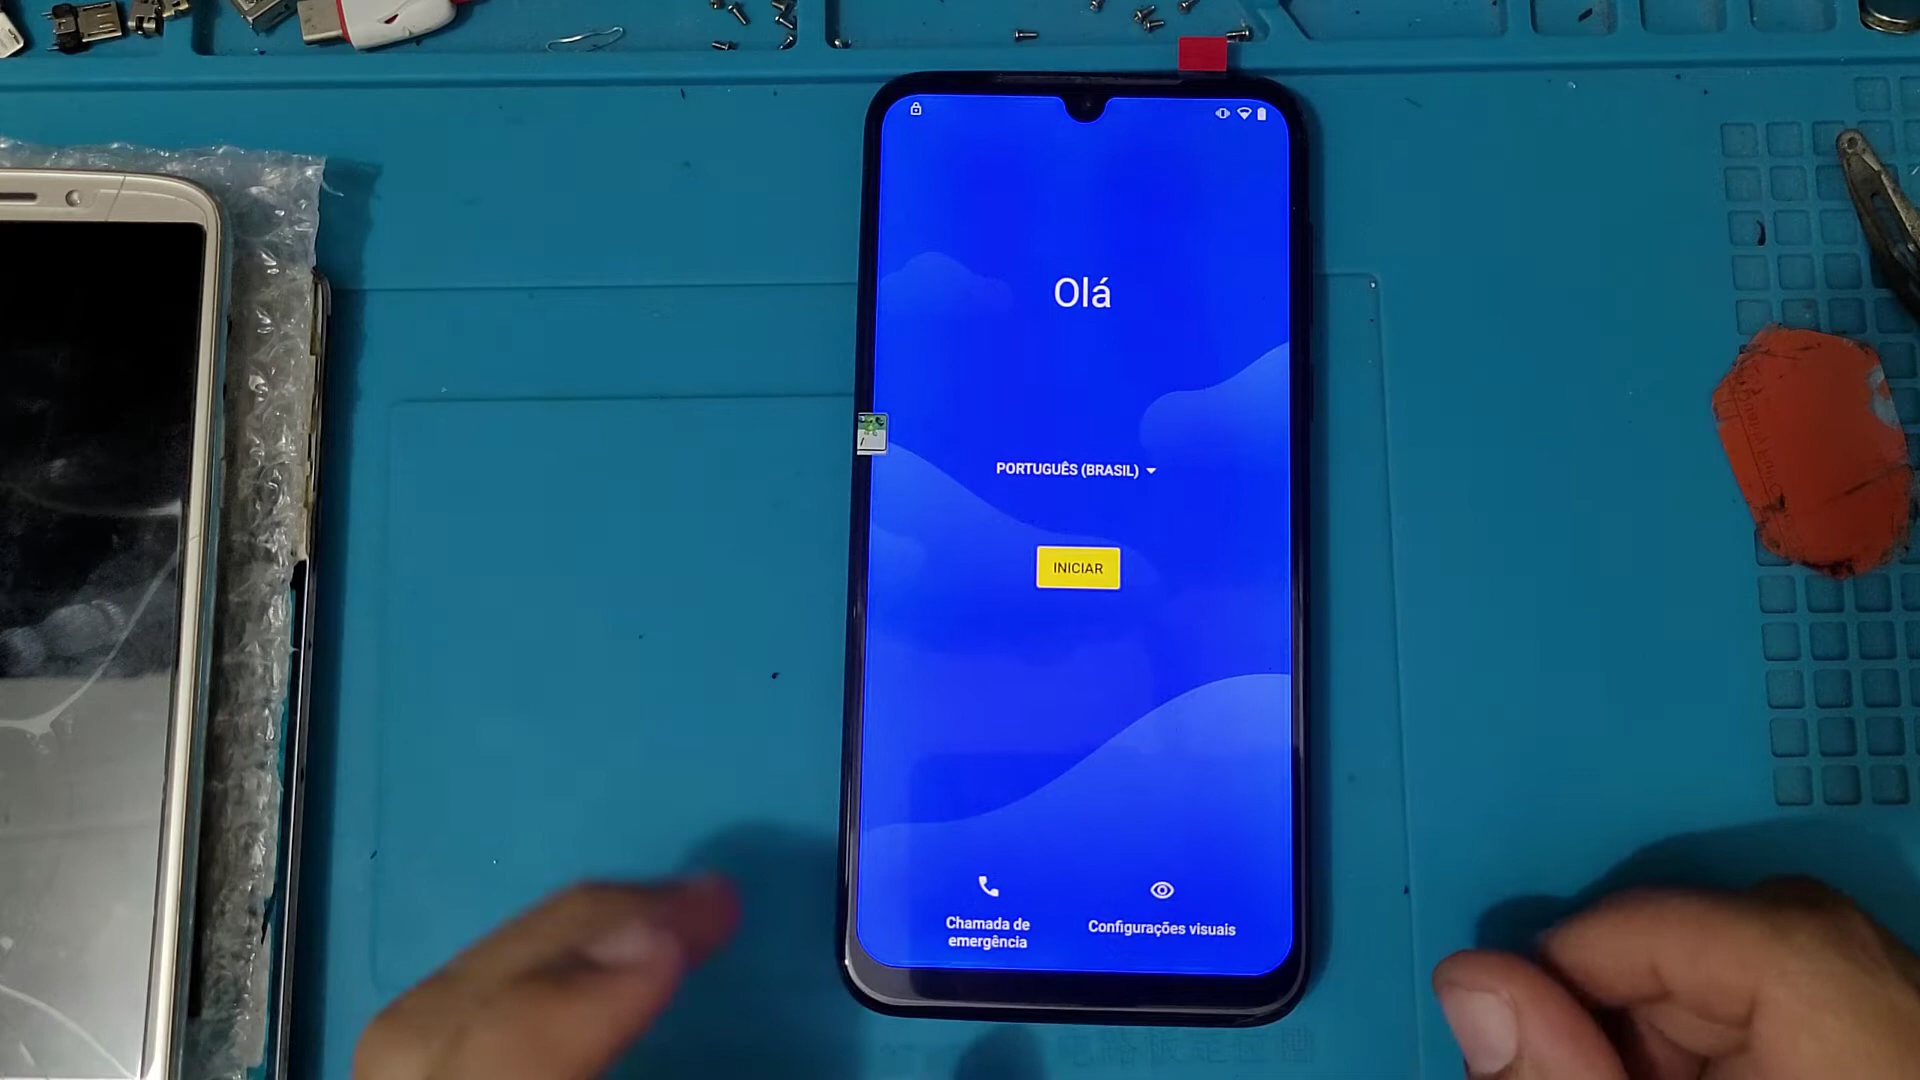 Olá
PORTUGUÊS (BRASIL)
INICIAR
Chamada de
emergência
Configurações visuais